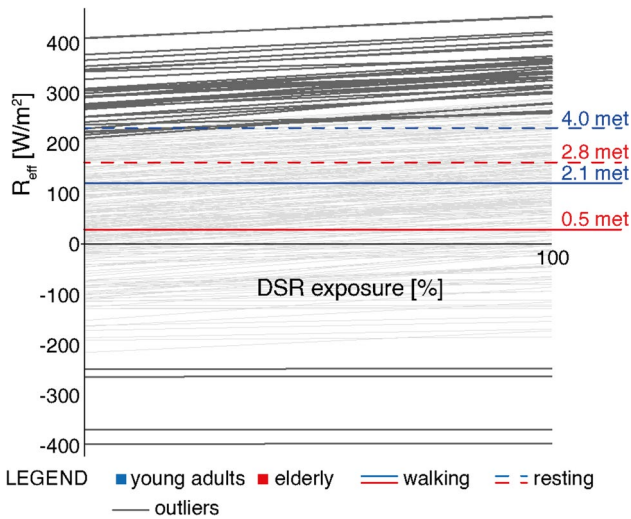 400
300
200
100
0
-100
-200
-300
-400
R_eff [W/m²]
4.0 met
2.8 met
2.1 met
0.5 met
100
DSR exposure [%]
LEGEND young adults elderly walking resting
outliers